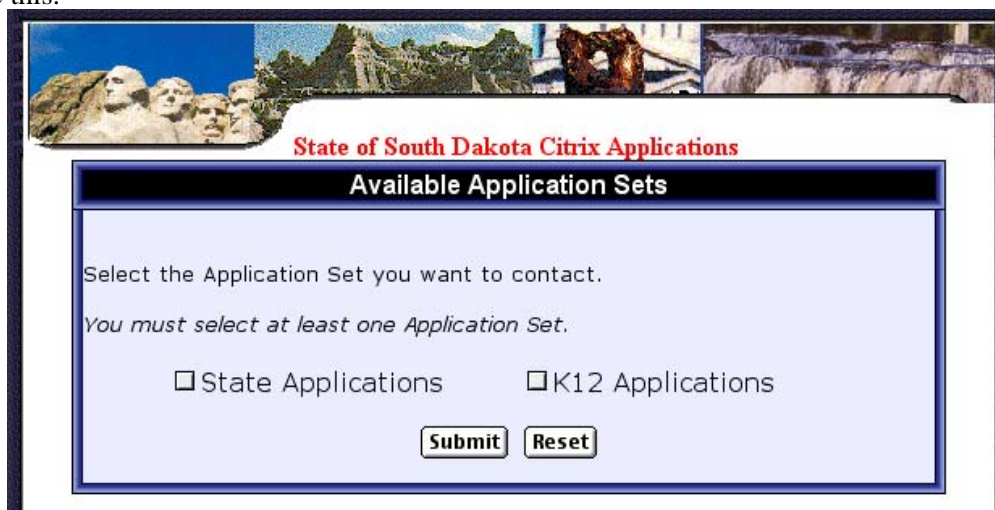 this.
State of South Dakota Citrix Applications
Available Application Sets
Select the Application Set you want to contact.
You must select at least one Application Set.
State Applications K12 Applications
Submit Reset